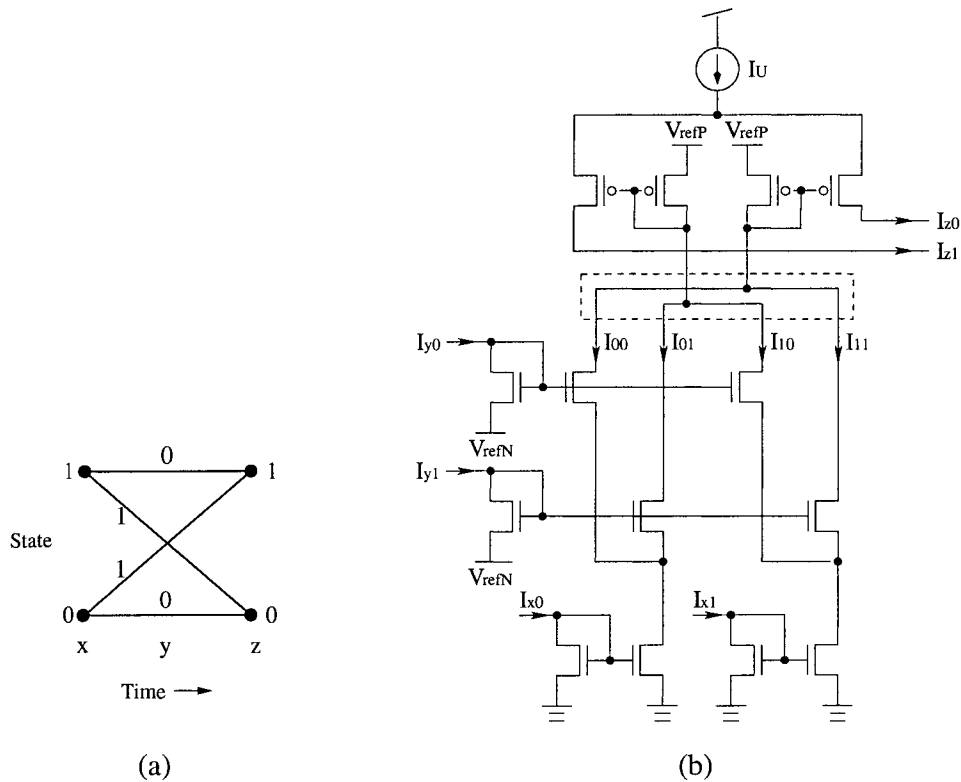 IU
VrefP VrefP
Iz0
Iz1
I00 I01 I10 I11
Iy0
VrefN
Iy1
VrefN
Ix0 Ix1
0
1 1
1
State
1
0
0 0
x y z
Time
(a) (b)